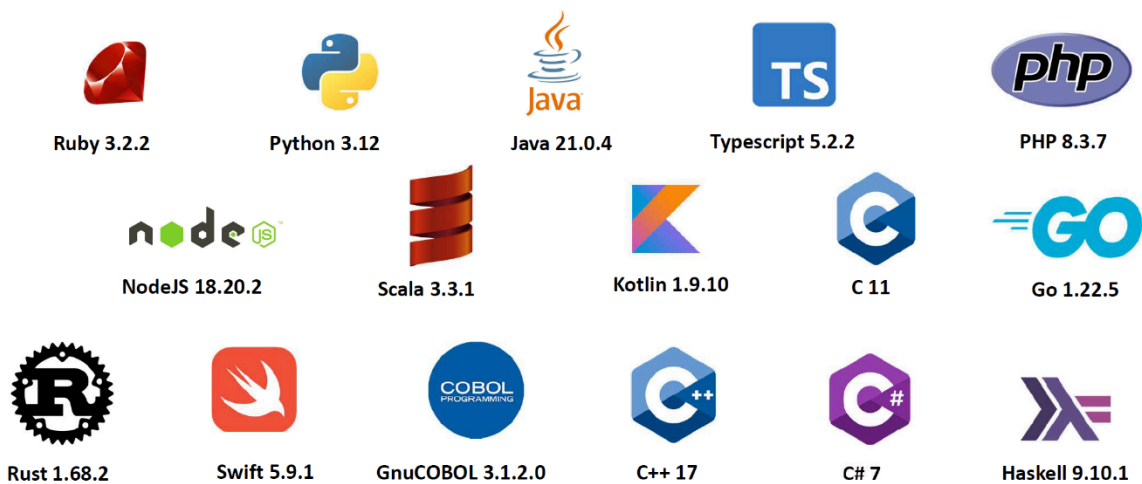 Java
TS
php
Ruby 3.2.2
Python 3.12
Java 21.0.4
Typescript 5.2.2
PHP 8.3.7
node JS
C
GO
NodeJS 18.20.2
Scala 3.3.1
Kotlin 1.9.10
C 11
Go 1.22.5
R
COBOL
PROGRAMMING
C++
C#
Rust 1.68.2
Swift 5.9.1
GnuCOBOL 3.1.2.0
C++ 17
C# 7
Haskell 9.10.1